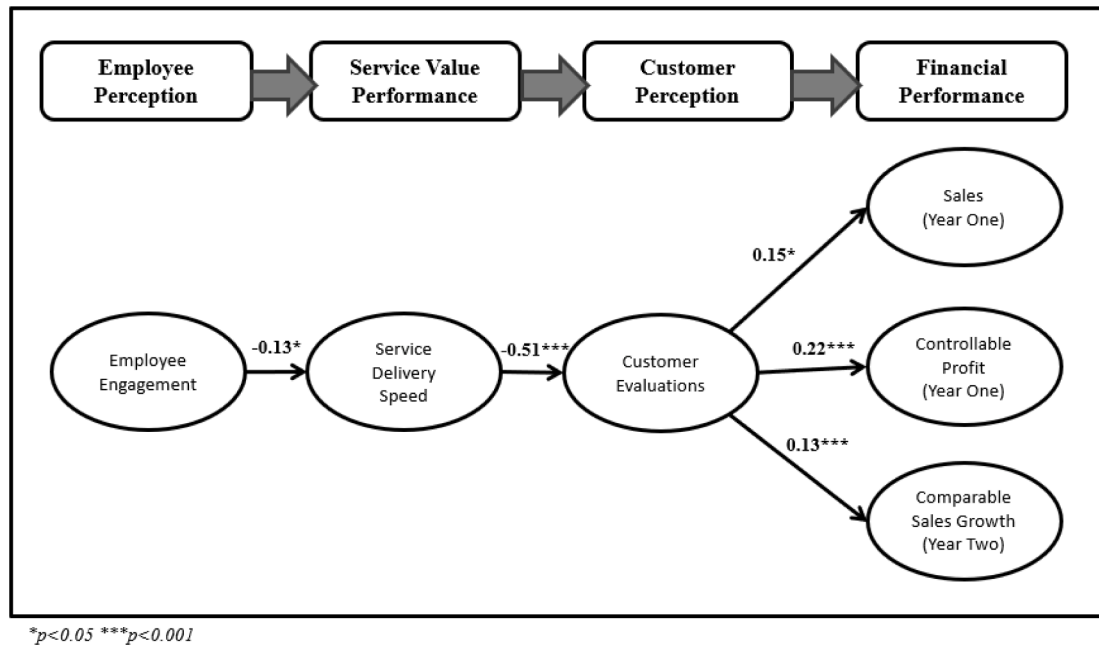 Employee
Perception
Service Value
Performance
Customer
Perception
Financial
Performance
Sales
(Year One)
0.15*
Employee
Engagement
-0.13*
Service
Delivery
Speed
-0.51***
Customer
Evaluations
0.22***
Controllable
Profit
(Year One)
0.13***
Comparable
Sales Growth
(Year Two)
*p<0.05 ***p<0.001